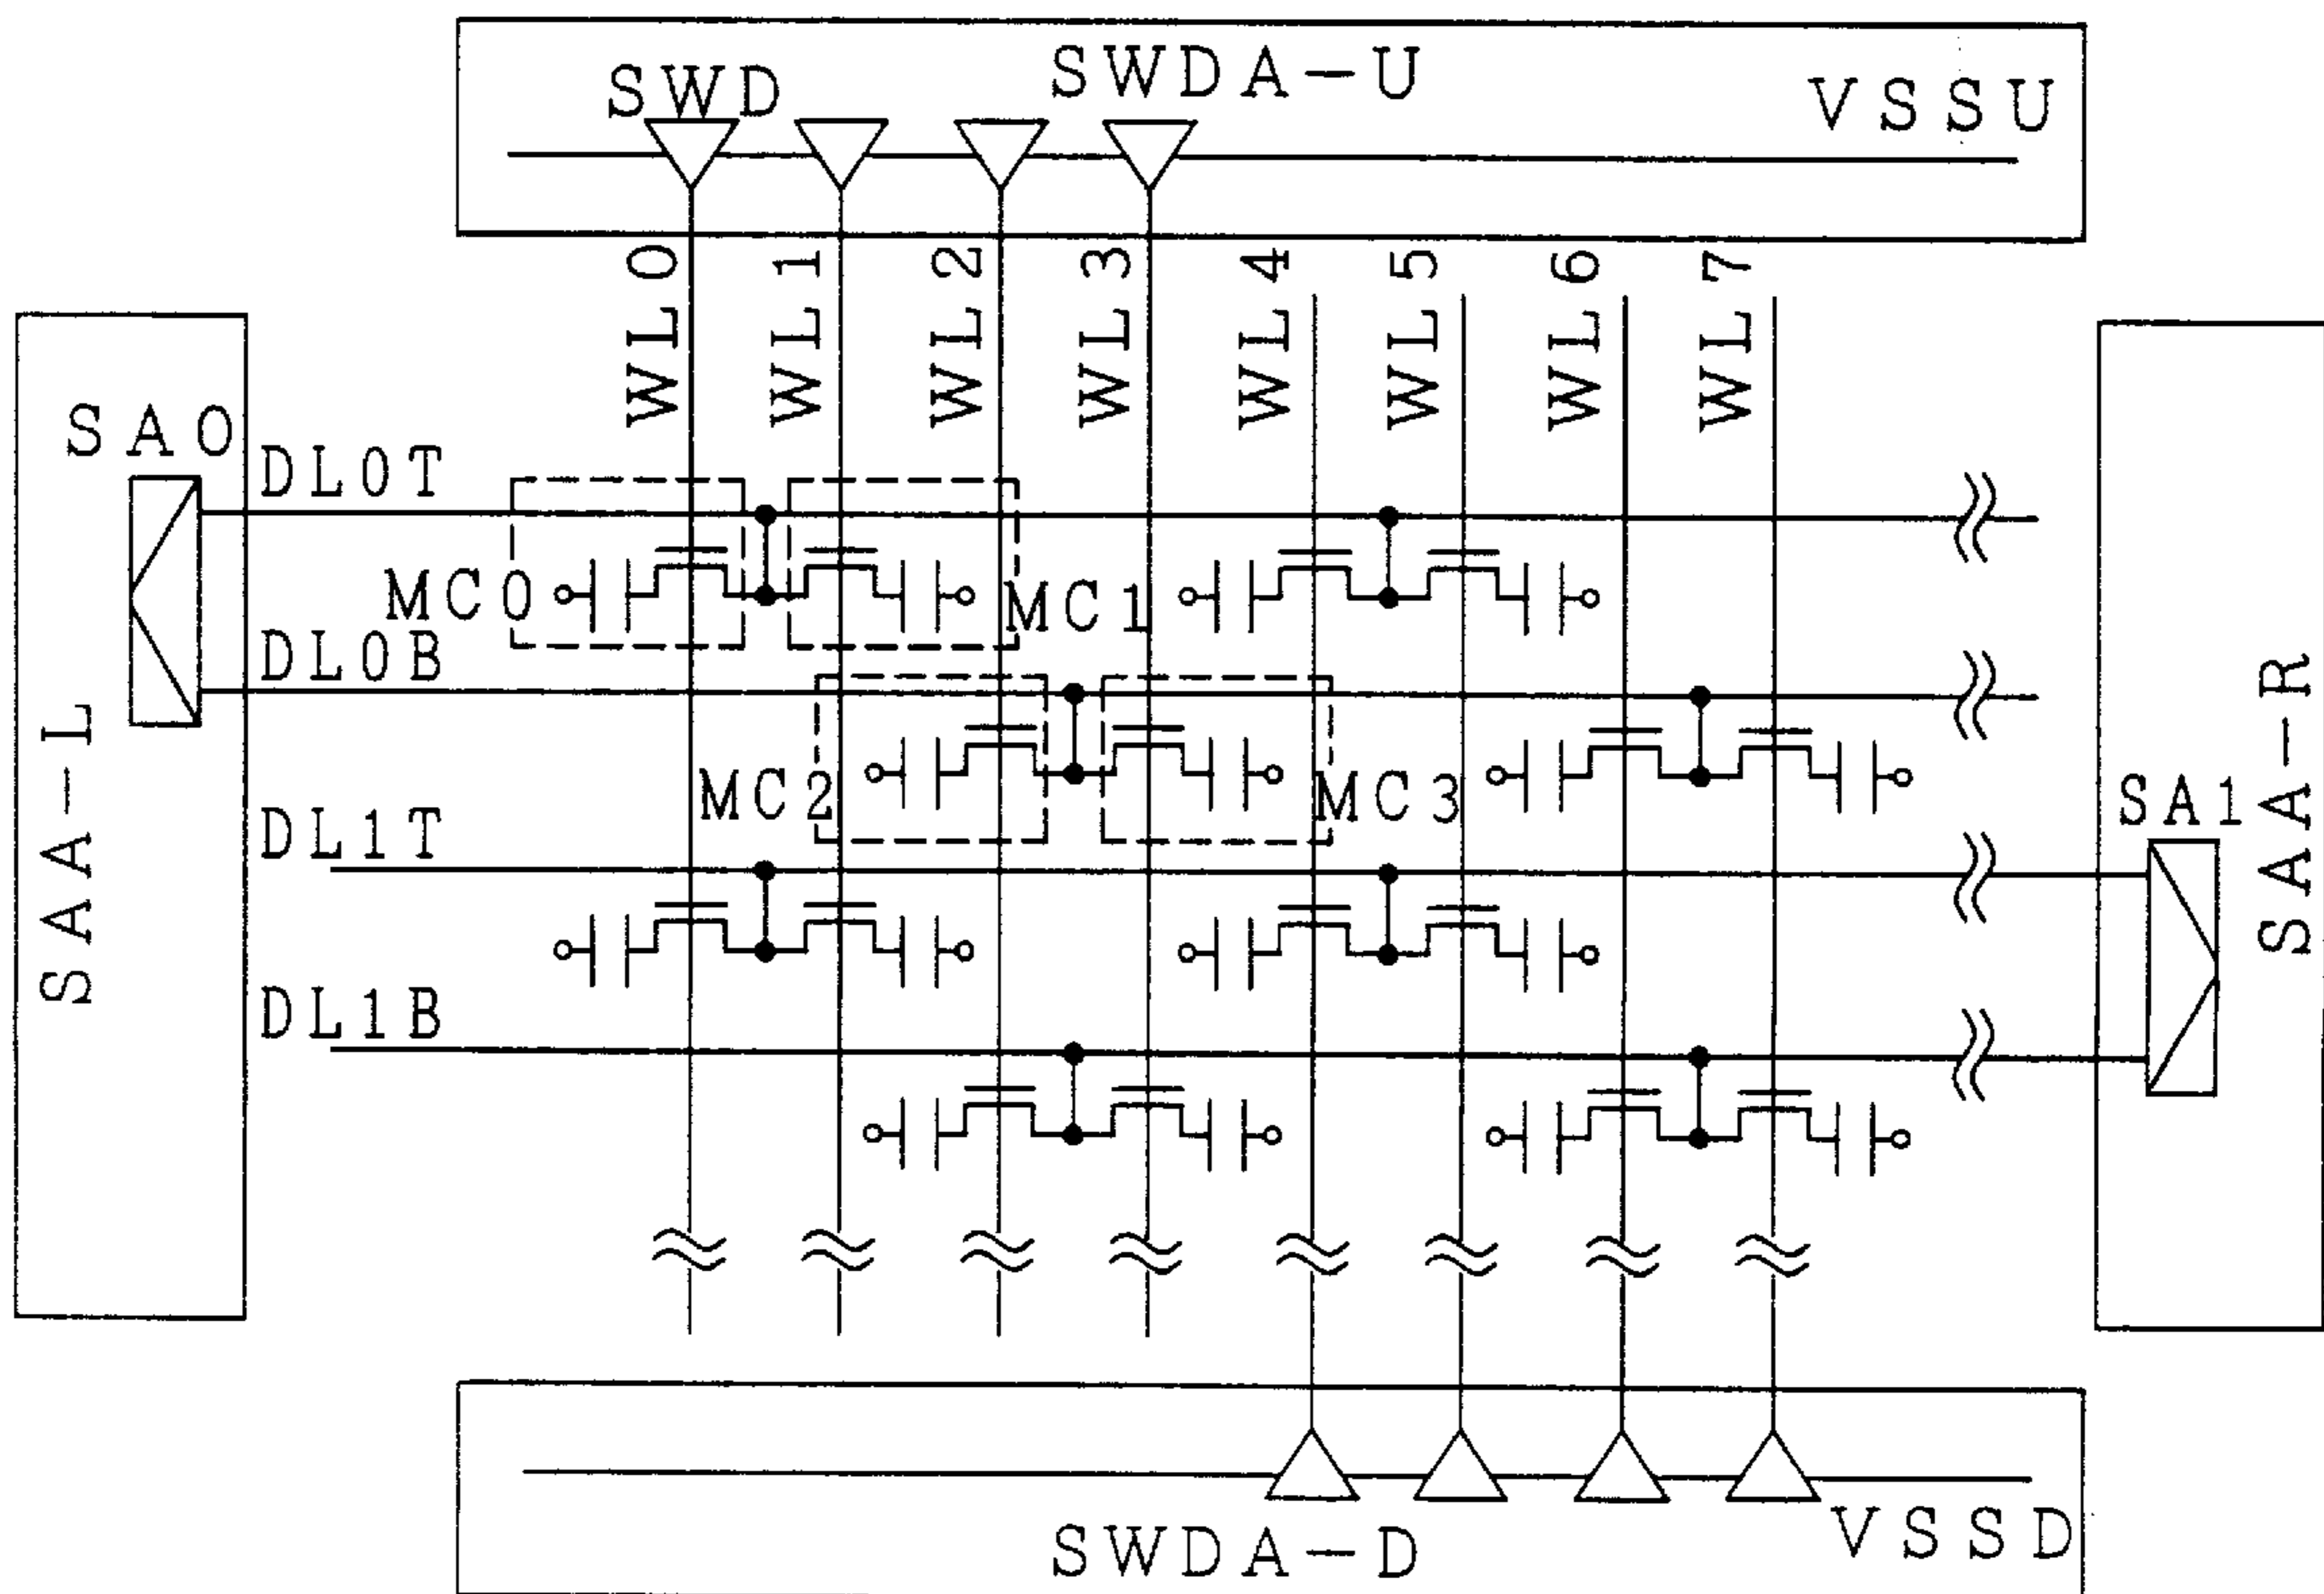 SWDA-U
SWD
VSSU
WL0
WL1
WL2
WL3
WL4
WL5
WL6
WL7
SA0
DL0T
MC0
MC1
DL0B
SAA-L
SAA-R
MC2
MC3
SA1
DL1T
DL1B
VSSD
SWDA-D